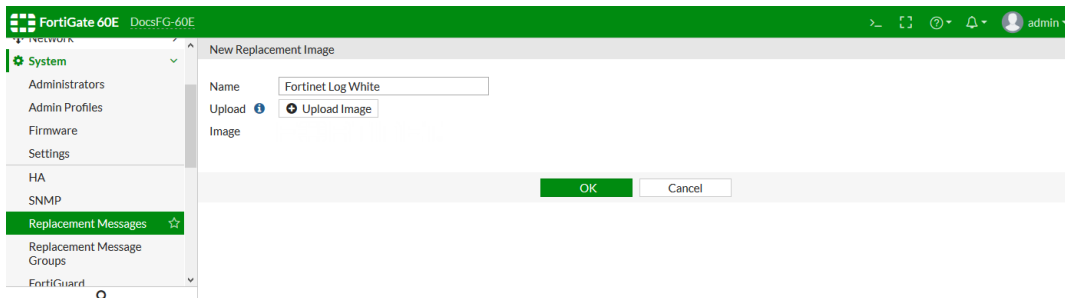 FortiGate 60E DocsFG-60E >_ admin
Network
System
Administrators
Admin Profiles
Firmware
Settings
HA
SNMP
Replacement Messages
Replacement Message
Groups
FortiGuard
New Replacement Image
Name Fortinet Log White
Upload Upload Image
Image
OK Cancel